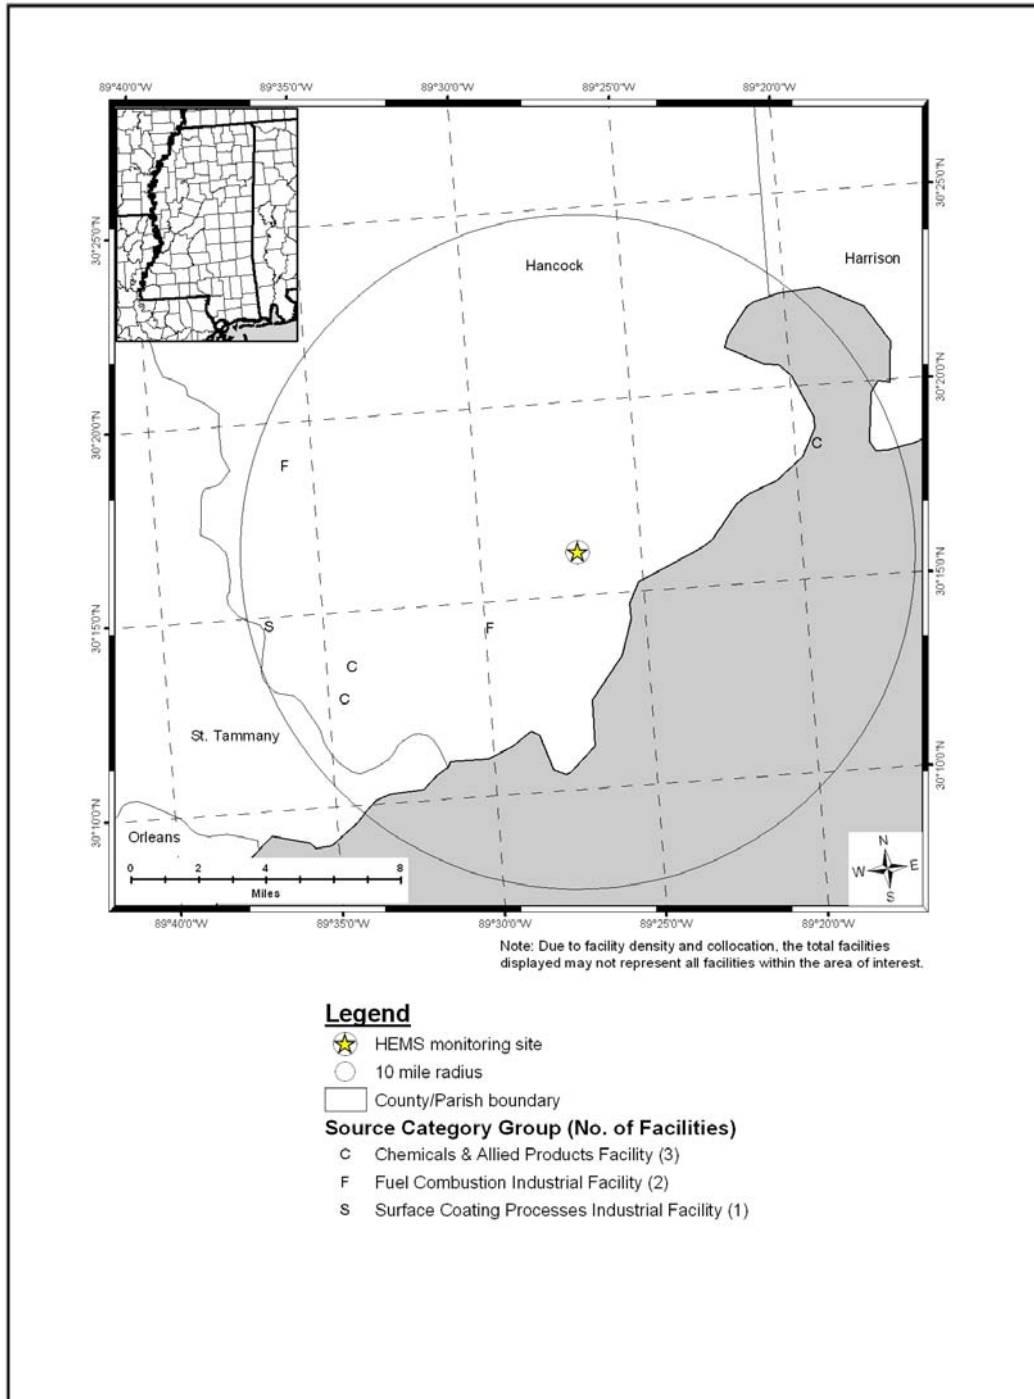 89°40'0"W 89°35'0"W 89°30'0"W 89°25'0"W 89°20'0"W
30°25'0"N
30°25'0"N
Hancock
Harrison
30°20'0"N
30°20'0"N
C
F
30°15'0"N
30°15'0"N
S
F
C
C
St. Tammany
30°10'0"N
30°10'0"N
Orleans
N
W E
S
0 2 4 6 8
Miles
89°40'0"W 89°35'0"W 89°30'0"W 89°25'0"W 89°20'0"W
Note: Due to facility density and collocation, the total facilities
displayed may not represent all facilities within the area of interest.
Legend
HEMS monitoring site
10 mile radius
County/Parish boundary
Source Category Group (No. of Facilities)
C Chemicals & Allied Products Facility (3)
F Fuel Combustion Industrial Facility (2)
S Surface Coating Processes Industrial Facility (1)